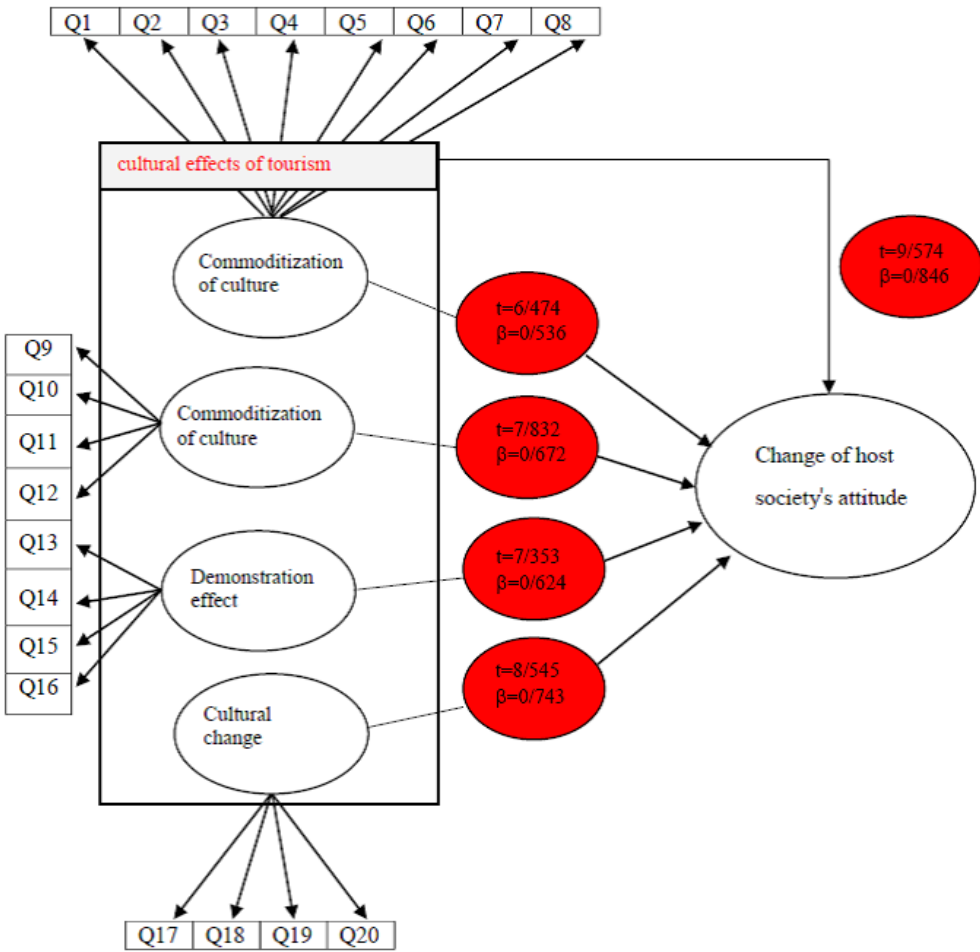 Q1 Q2 Q3 Q4 Q5 Q6 Q7 Q8
cultural effects of tourism
Commoditization
of culture
t=6/474
β=0/536
t=9/574
β=0/846
Q9
Q10
Q11
Q12
Q13
Q14
Q15
Q16
Commoditization
of culture
t=7/832
β=0/672
Change of host
society's attitude
Demonstration
effect
t=7/353
β=0/624
Cultural
change
t=8/545
β=0/743
Q17 Q18 Q19 Q20